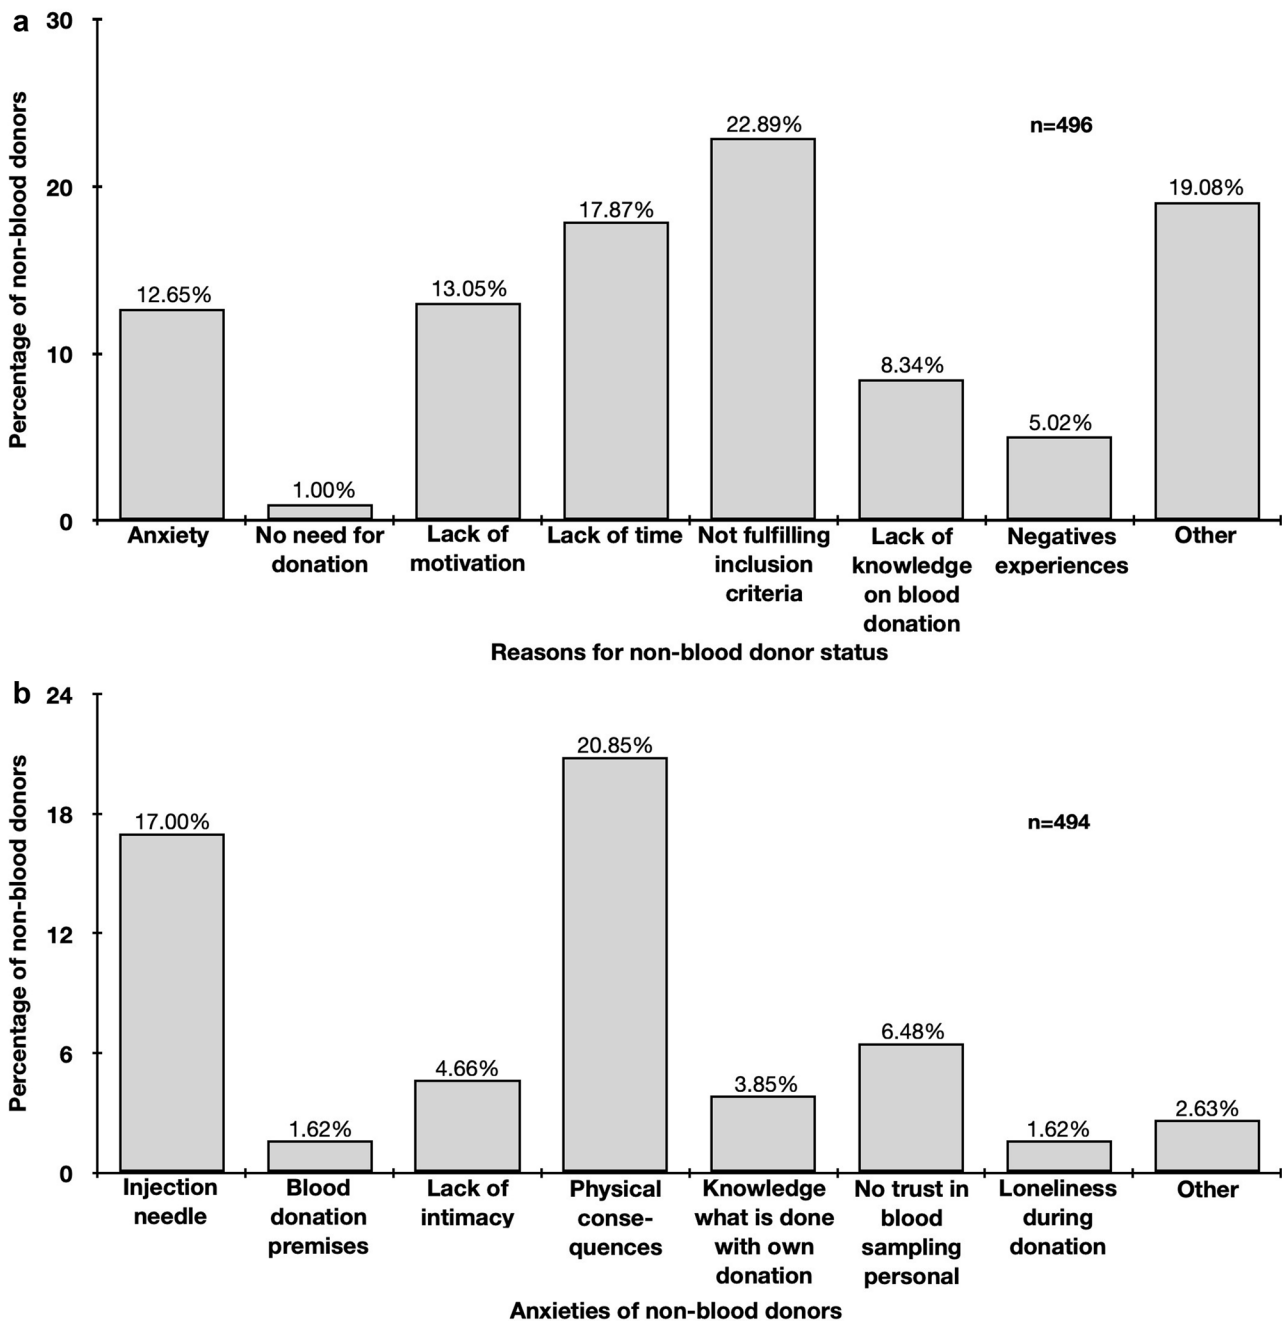 a
30
20
10
0
Percentage of non-blood donors
12.65%
1.00%
13.05%
17.87%
22.89%
8.34%
5.02%
19.08%
n=496
Anxiety
No need for
donation
Lack of
motivation
Lack of time
Not fulfilling
inclusion
criteria
Lack of
knowledge
on blood
donation
Negatives
experiences
Other
Reasons for non-blood donor status
b
24
18
12
6
0
Percentage of non-blood donors
17.00%
1.62%
4.66%
20.85%
3.85%
6.48%
1.62%
2.63%
n=494
Injection
needle
Blood
donation
premises
Lack of
intimacy
Physical
conse-
quences
Knowledge
what is done
with own
donation
No trust in
blood
sampling
personal
Loneliness
during
donation
Other
Anxieties of non-blood donors